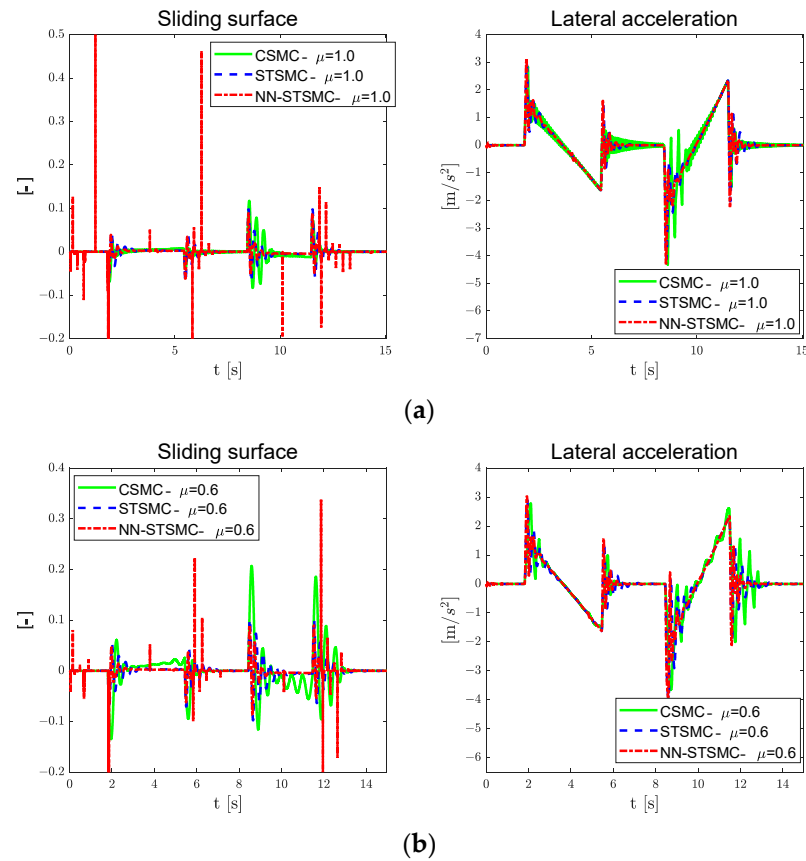 Sliding surface
0.5
0.4
0.3
0.2
0.1
0
−0.1
−0.2
[-]
CSMC- μ=1.0
STSMC- μ=1.0
NN-STSMC- μ=1.0
0 5 10 15
t [s]
Lateral acceleration
4
3
2
1
0
−1
−2
−3
−4
−5
−6
−7
[m/s²]
CSMC- μ=1.0
STSMC- μ=1.0
NN-STSMC- μ=1.0
0 5 10 15
t [s]
(a)
Sliding surface
0.4
0.3
0.2
0.1
0
−0.1
−0.2
[-]
CSMC- μ=0.6
STSMC- μ=0.6
NN-STSMC- μ=0.6
0 2 4 6 8 10 12 14
t [s]
Lateral acceleration
4
3
2
1
0
−1
−2
−3
−4
−5
−6
[m/s²]
CSMC- μ=0.6
STSMC- μ=0.6
NN-STSMC- μ=0.6
0 2 4 6 8 10 12 14
t [s]
(b)